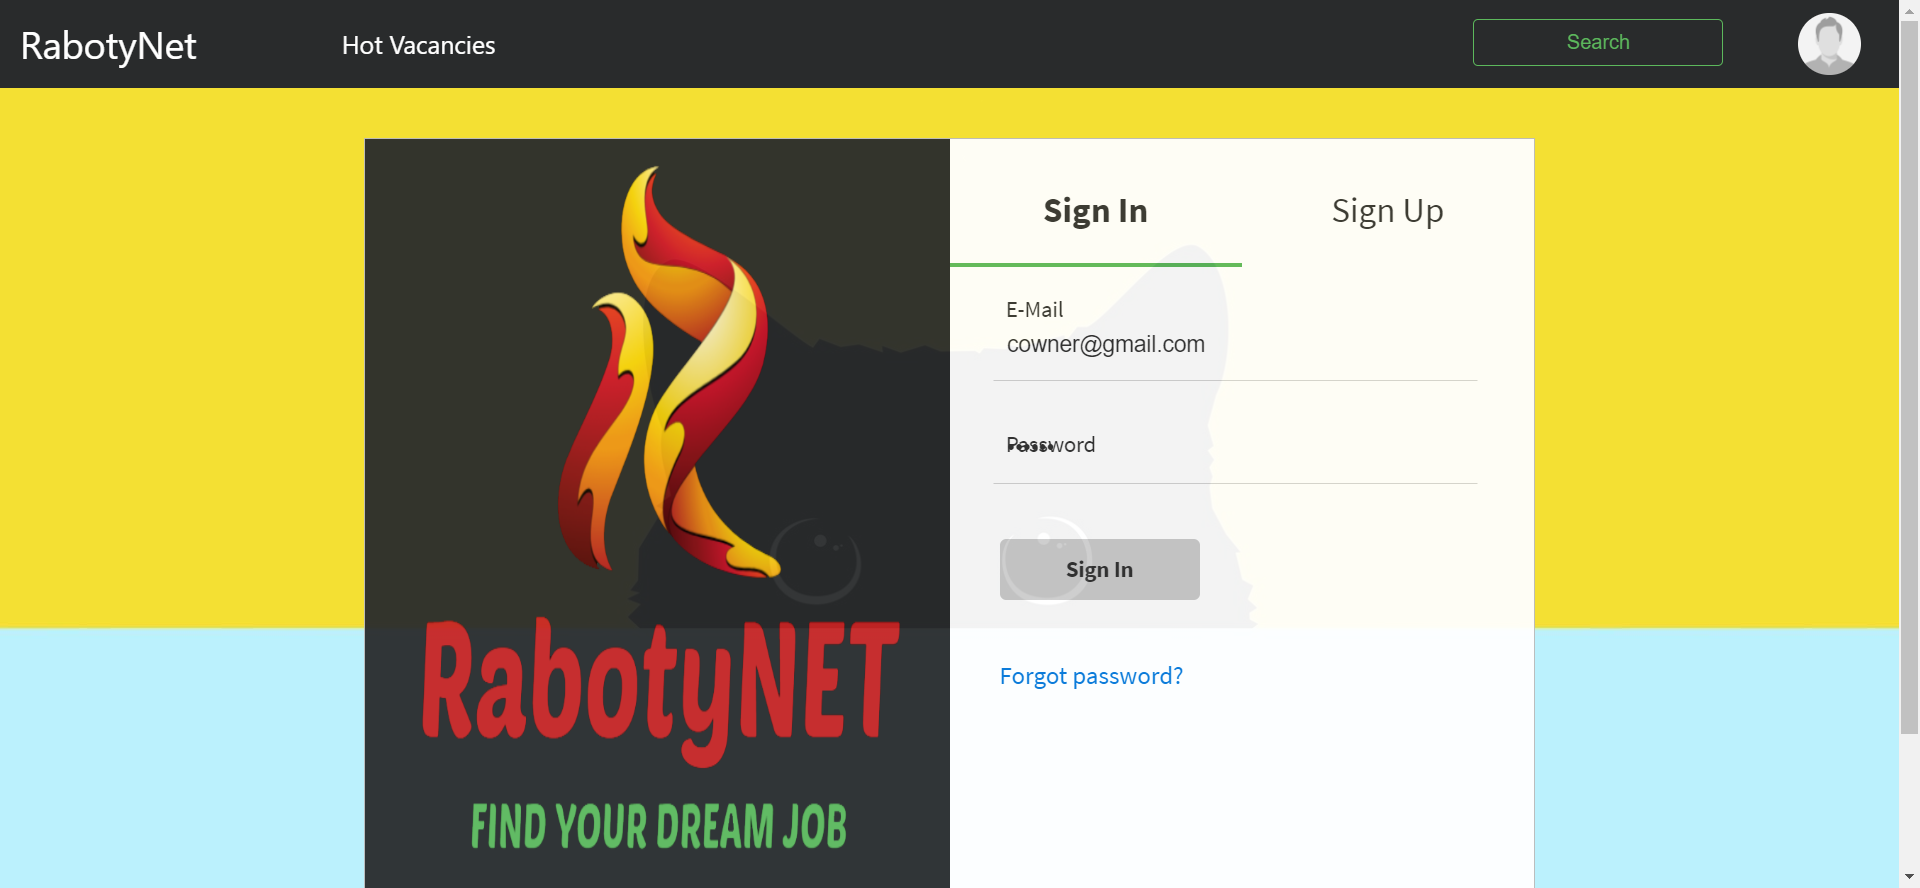 RabotyNet
Hot Vacancies
Search
Sign In
Sign Up
E-Mail
cowner@gmail.com
Password
Sign In
Forgot password?
RabotyNET
FIND YOUR DREAM JOB